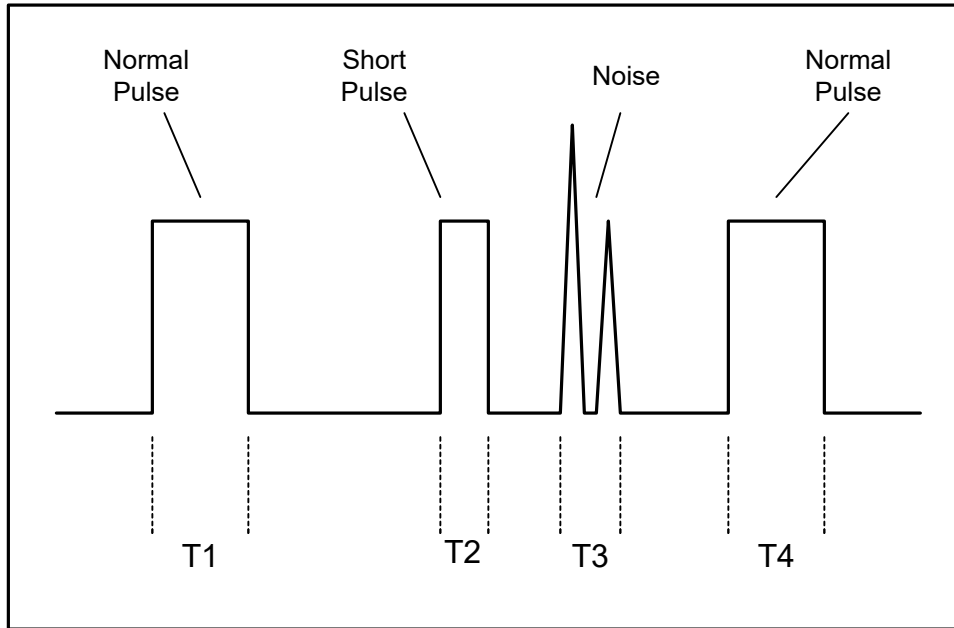 Normal
Pulse
Short
Pulse
Noise
Normal
Pulse
T1
T2
T3
T4